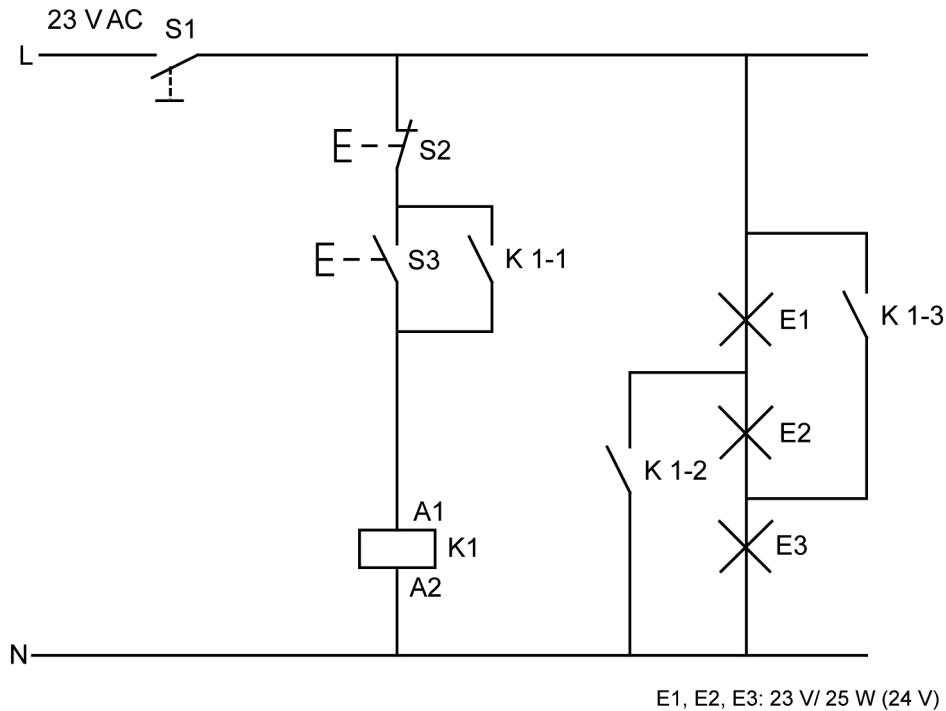 23 V AC
S1
L
S2
S3
K 1-1
E1
K 1-3
E2
K 1-2
A1
K1
E3
A2
N
E1, E2, E3: 23 V/ 25 W (24 V)